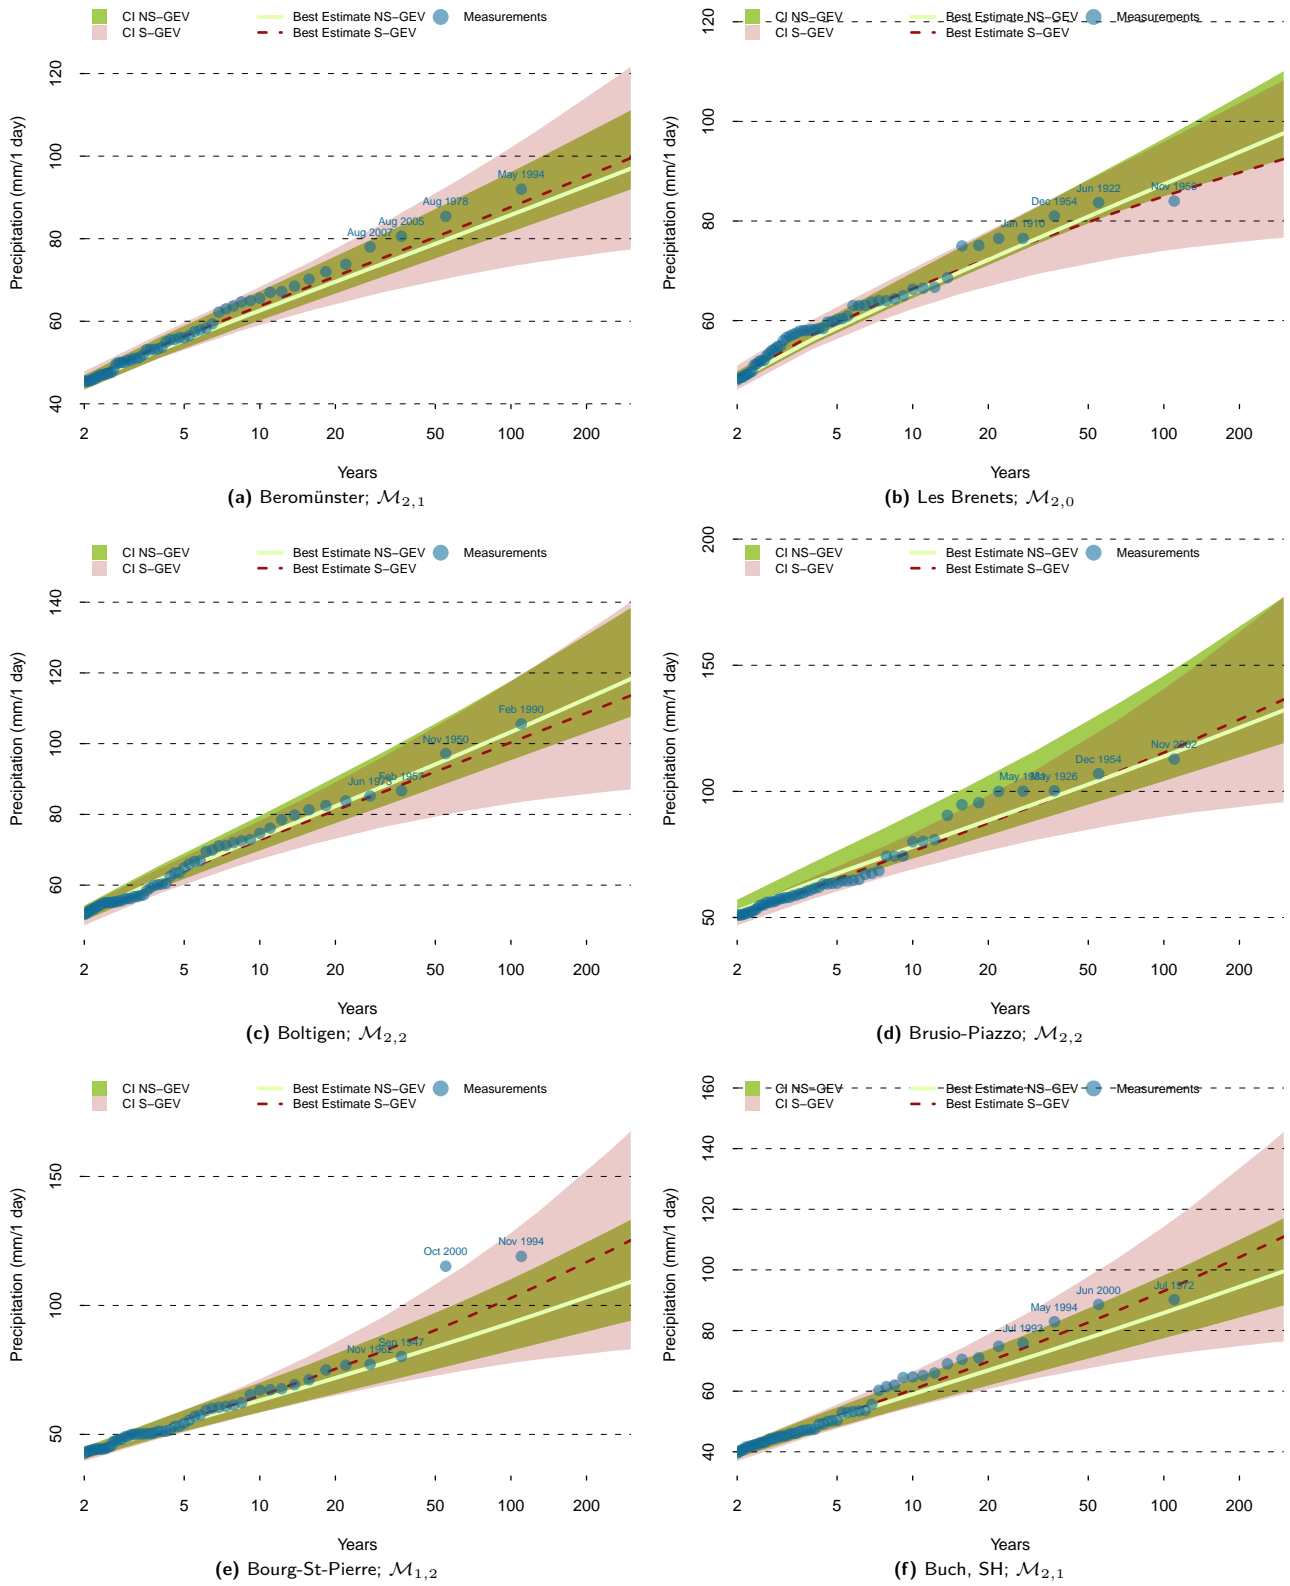 CI NS−GEV
CI S−GEV
Best Estimate NS−GEV
Best Estimate S−GEV
Measurements
Precipitation (mm/1 day)
120
100
80
60
40
May 1994
Aug 1978
Aug 2005
Aug 2007
2 5 10 20 50 100 200
Years
(a) Beromünster; M2,1
CI NS−GEV
CI S−GEV
Best Estimate NS−GEV
Best Estimate S−GEV
Measurements
Precipitation (mm/1 day)
120
100
80
60
Jun 1922
Nov 1950
Dec 1954
Jan 1910
2 5 10 20 50 100 200
Years
(b) Les Brenets; M2,0
CI NS−GEV
CI S−GEV
Best Estimate NS−GEV
Best Estimate S−GEV
Measurements
Precipitation (mm/1 day)
140
120
100
80
60
Feb 1990
Nov 1950
Feb 1957
Jun 1973
2 5 10 20 50 100 200
Years
(c) Boltigen; M2,2
CI NS−GEV
CI S−GEV
Best Estimate NS−GEV
Best Estimate S−GEV
Measurements
Precipitation (mm/1 day)
200
150
100
50
Nov 2002
Dec 1954
May 1926
2 5 10 20 50 100 200
Years
(d) Brusio-Piazzo; M2,2
CI NS−GEV
CI S−GEV
Best Estimate NS−GEV
Best Estimate S−GEV
Measurements
Precipitation (mm/1 day)
150
100
50
Oct 2000
Nov 1994
Sep 1947
Nov 1962
2 5 10 20 50 100 200
Years
(e) Bourg-St-Pierre; M1,2
CI NS−GEV
CI S−GEV
Best Estimate NS−GEV
Best Estimate S−GEV
Measurements
Precipitation (mm/1 day)
160
140
120
100
80
60
40
Jul 1972
Jun 2000
May 1994
Jul 1993
2 5 10 20 50 100 200
Years
(f) Buch, SH; M2,1